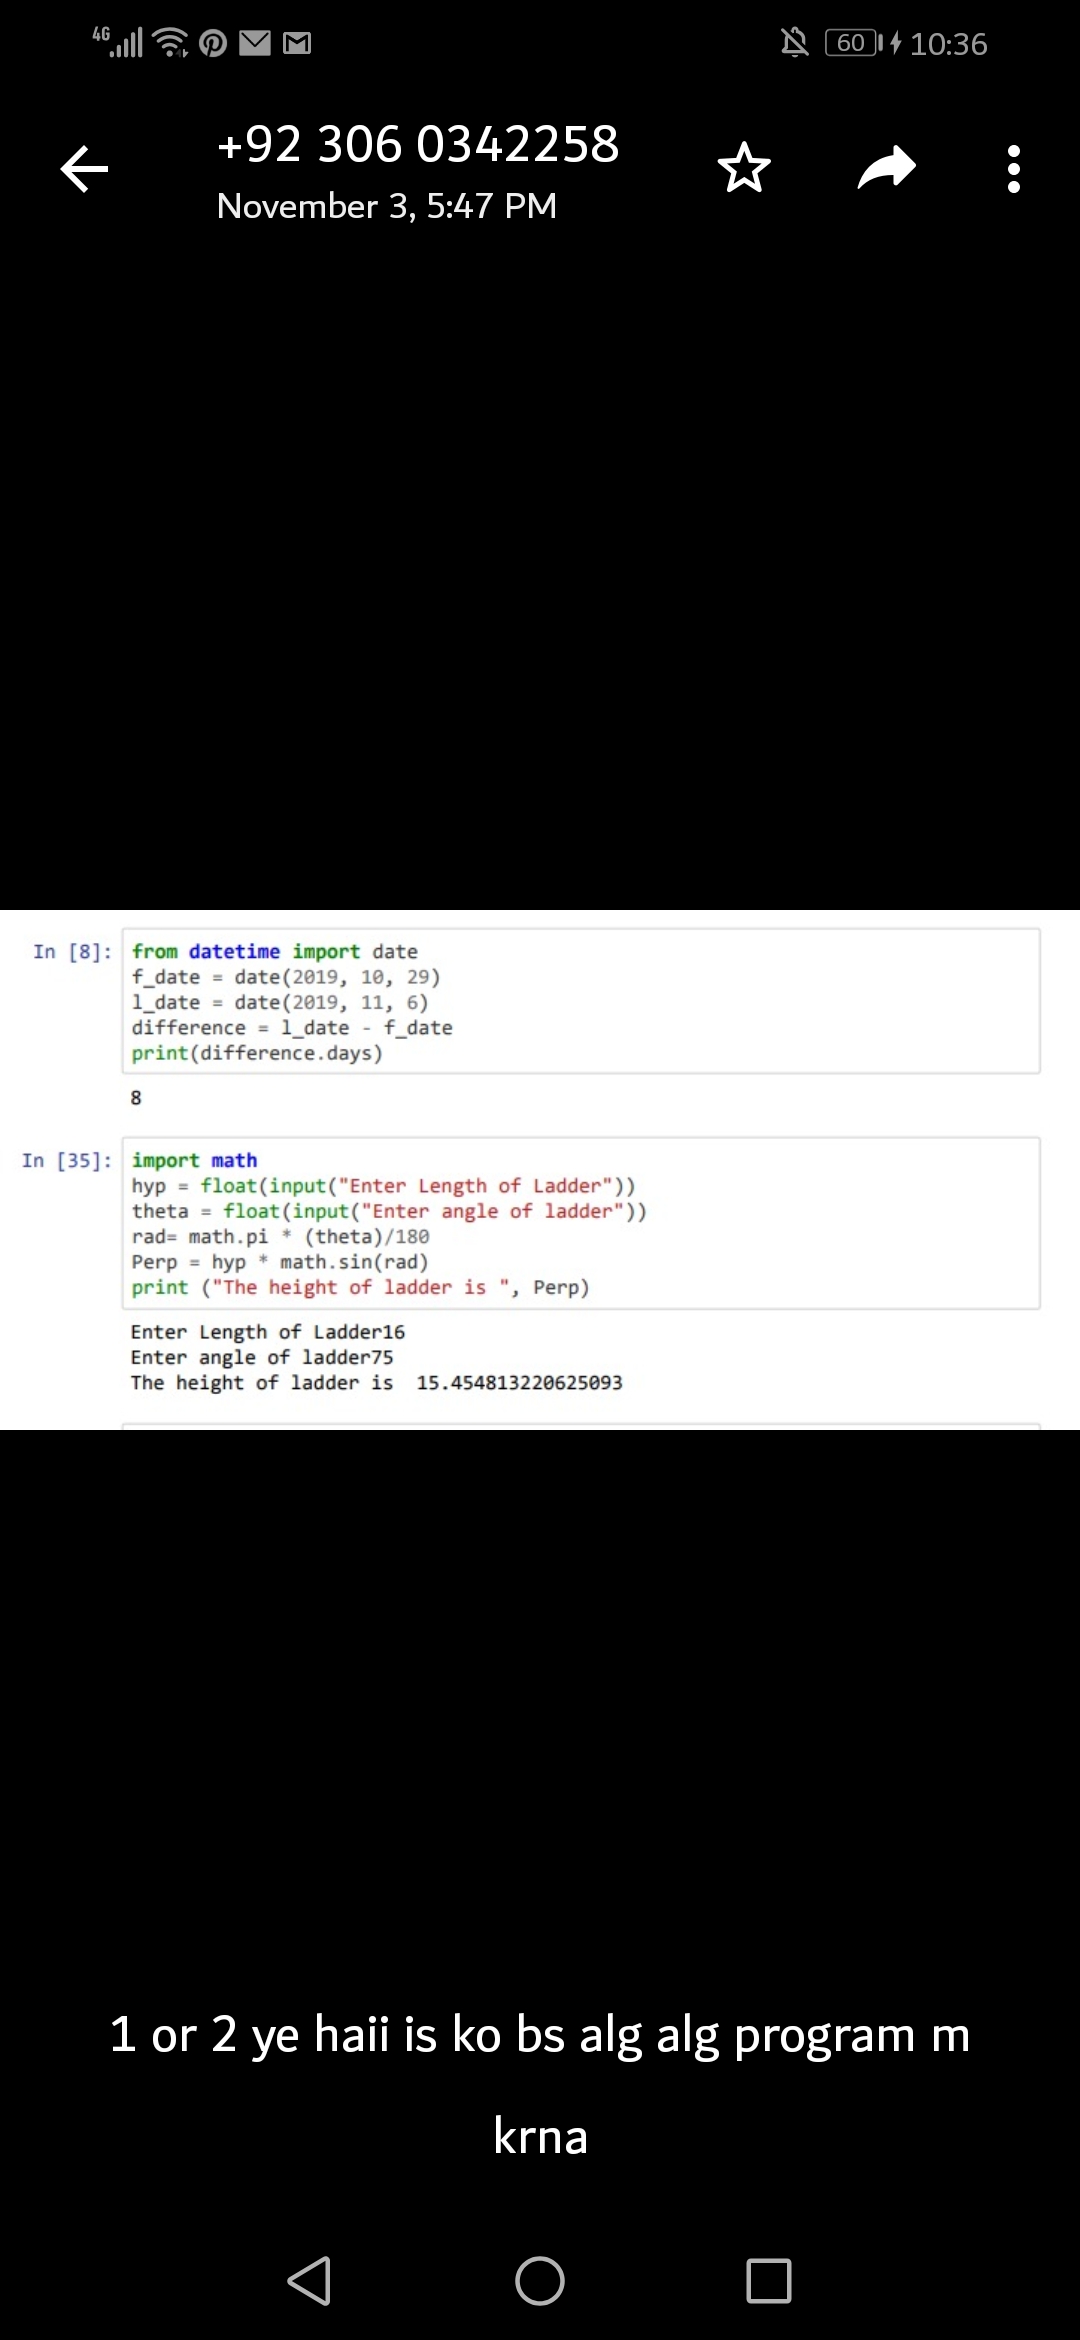 4G 60 10:36
+92 306 0342258
November 3, 5:47 PM
In [8]: from datetime import date
f_date = date(2019, 10, 29)
l_date = date(2019, 11, 6)
difference = l_date - f_date
print(difference.days)
8
In [35]: import math
hyp = float(input("Enter Length of Ladder"))
theta = float(input("Enter angle of ladder"))
rad= math.pi * (theta)/180
Perp = hyp * math.sin(rad)
print ("The height of ladder is ", Perp)
Enter Length of Ladder16
Enter angle of ladder75
The height of ladder is  15.454813220625093
1 or 2 ye haii is ko bs alg alg program m
krna